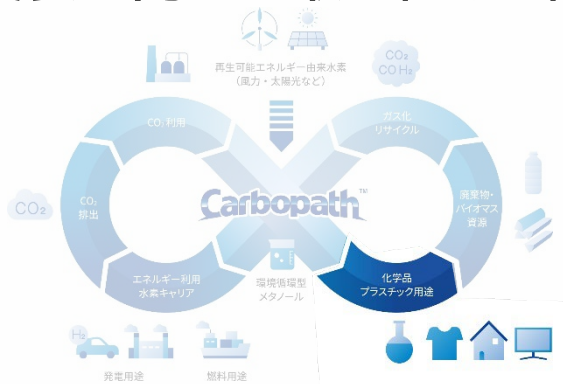 再生可能エネルギー由来水素
（風力・太陽光など）
CO₂
CO H₂
CO₂ 利用
ガス化
リサイクル
CO₂
CO₂
排出
Carbopath™
廃棄物・
バイオマス
資源
エネルギー利用
水素キャリア
環境循環型
メタノール
化学品
プラスチック用途
H₂
発電用途
燃料用途